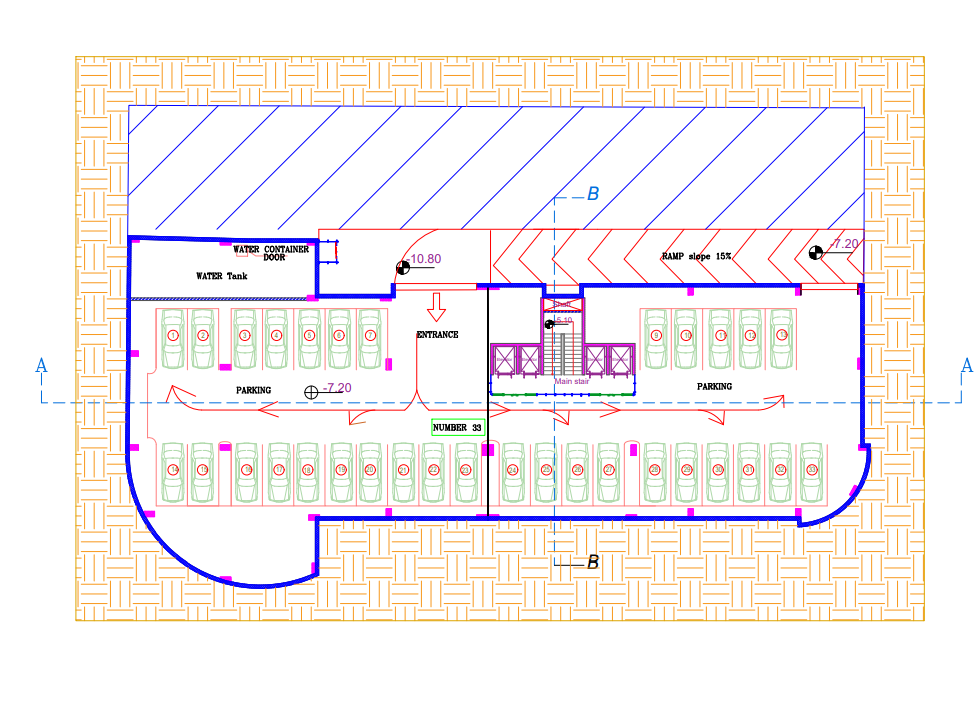 B
-7.20
WATER CONTAINER
DOOR
-10.80
RAMP slope 15%
WATER Tank
Shaft
1
2
3
4
5
6
7
ENTRANCE
9
10
11
12
13
A
A
PARKING
-7.20
Main stair
PARKING
NUMBER 33
14
15
16
17
18
19
20
21
22
23
24
25
26
27
28
29
30
31
32
33
B